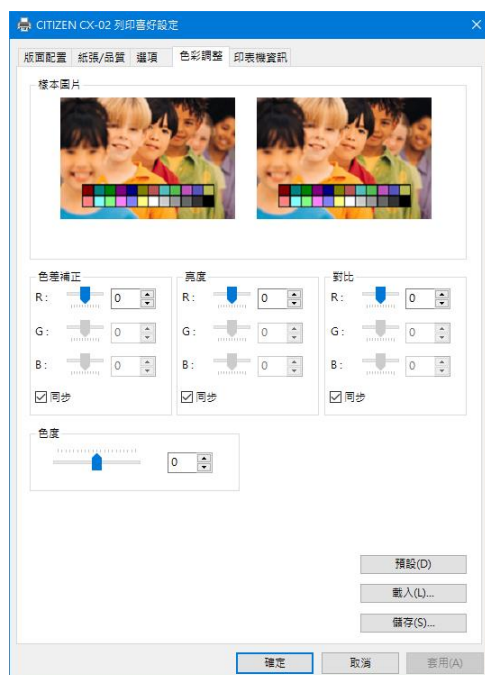 CITIZEN CX-02 列印喜好設定
版面配置 紙張/品質 選項 色彩調整 印表機資訊
樣本圖片
色差補正 亮度 對比
R: 0 R: 0 R: 0
G: 0 G: 0 G: 0
B: 0 B: 0 B: 0
同步 同步 同步
色度
0
預設(D)
載入(L)...
儲存(S)...
確定 取消 套用(A)